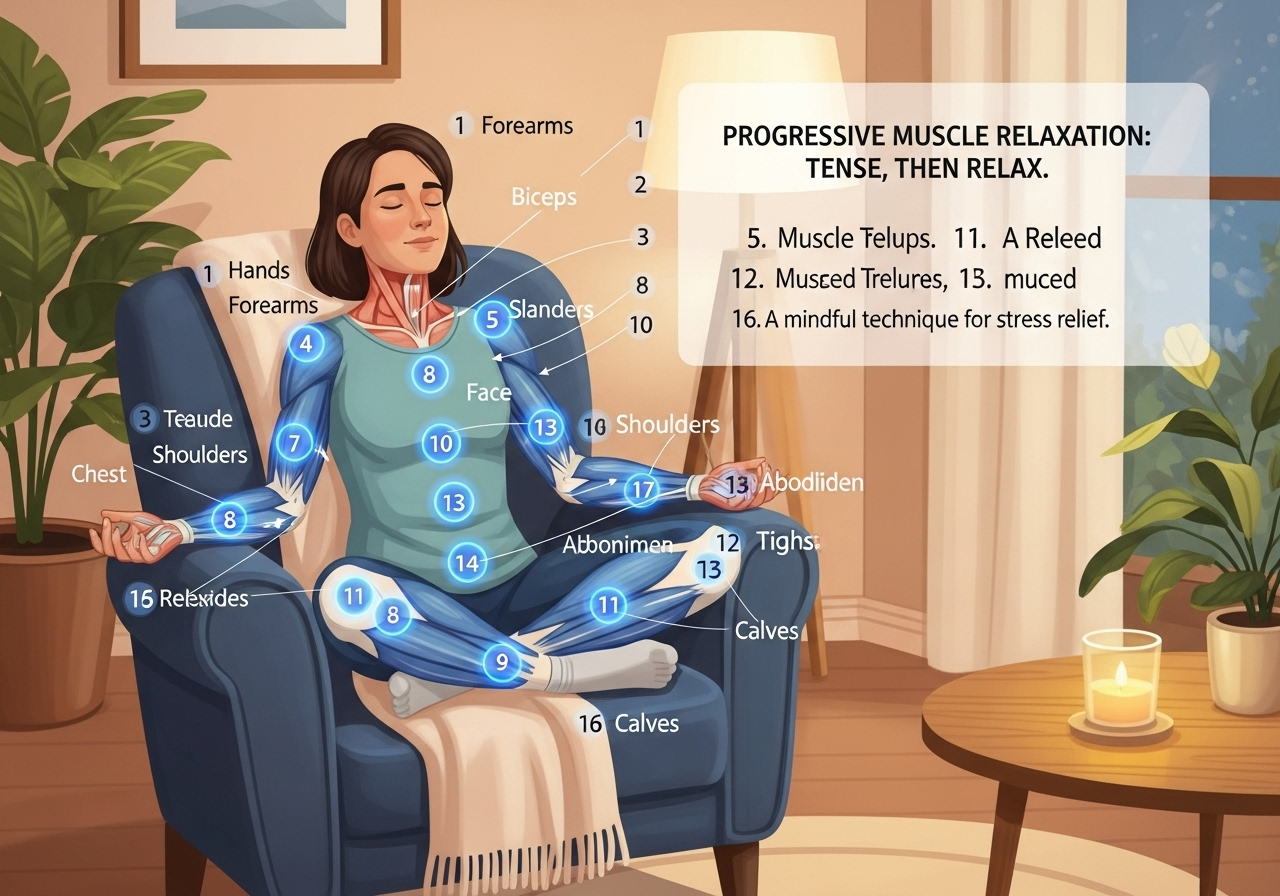 PROGRESSIVE MUSCLE RELAXATION:
TENSE, THEN RELAX.
5. Muscle Telups. 11. A Releed
12. Musced Trelures, 13. muced
16. A mindful technique for stress relief.
1 Forearms
1
Biceps
2
3
1 Hands
Forearms
8
5 Slanders
10
4
8
Face
3 Teaude
Shoulders
7
10
13
10 Shoulders
Chest
8
13
17
13 Abodliden
14
Abbonimen
12 Tighs
13
15 Relexides
11
8
11
Calves
9
16 Calves